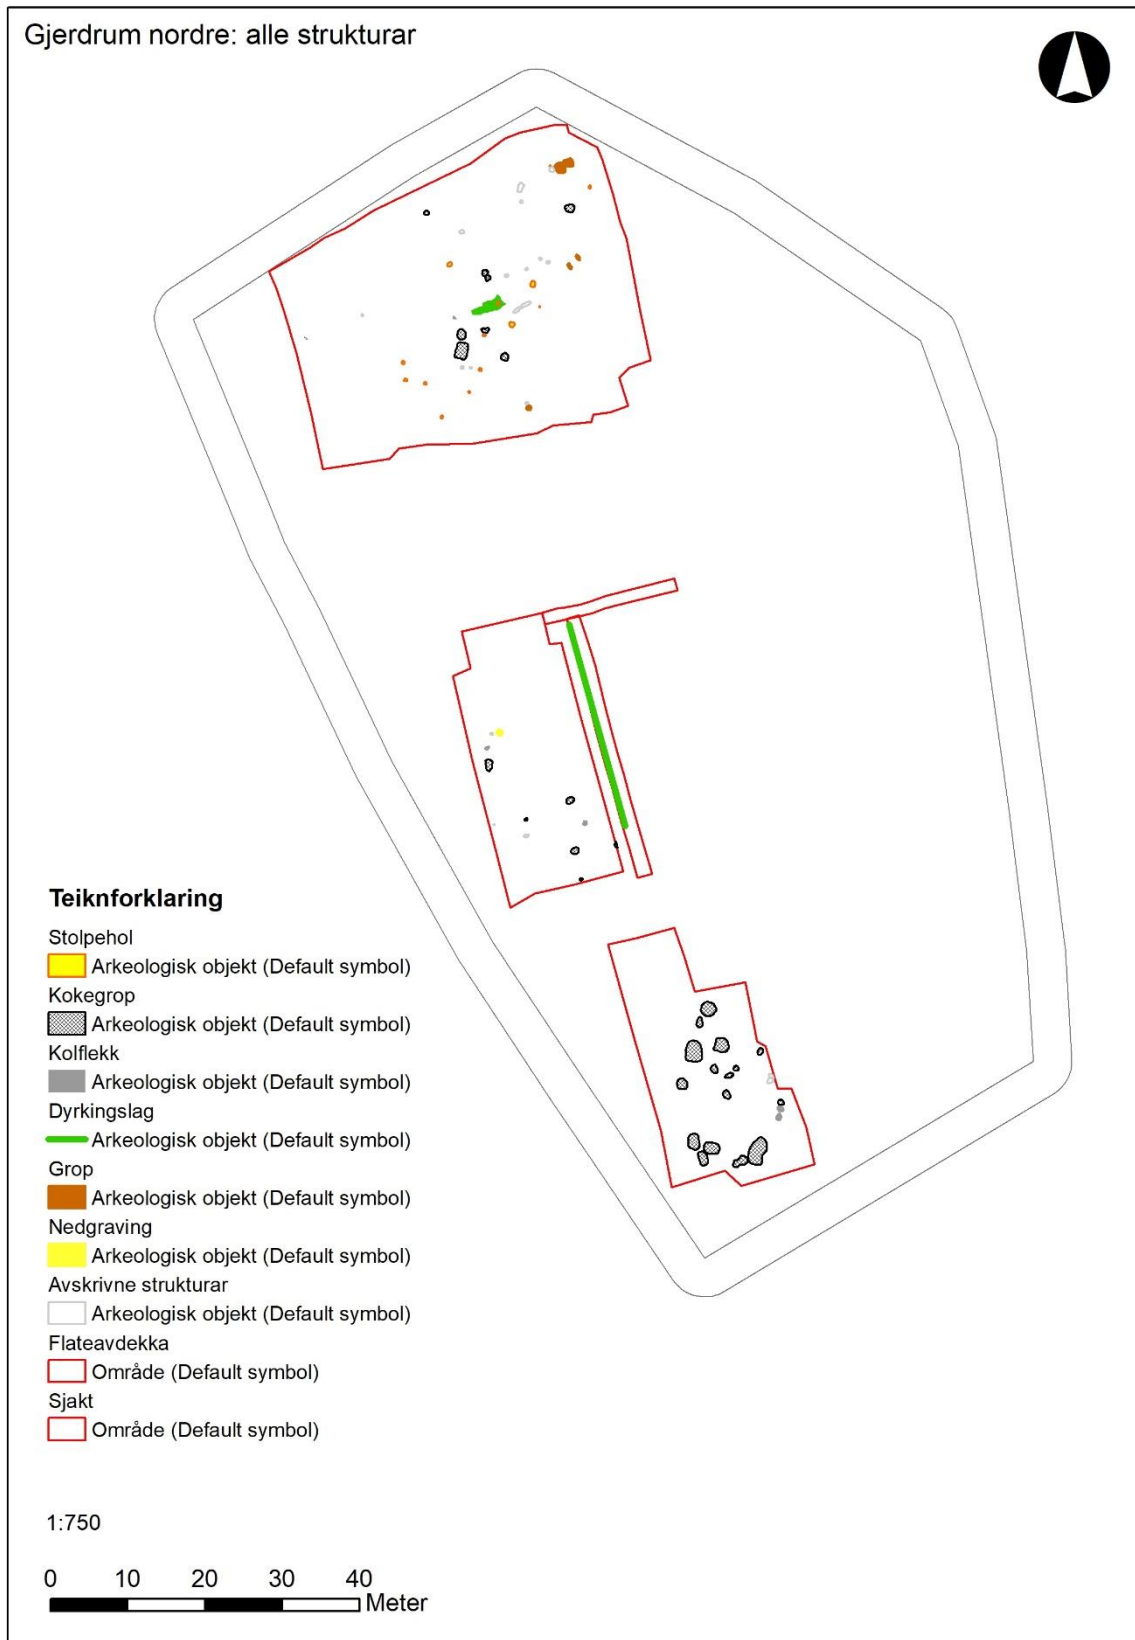 Gjerdrum nordre: alle strukturar
Teiknforklaring
Stolpehol
Arkeologisk objekt (Default symbol)
Kokegrop
Arkeologisk objekt (Default symbol)
Kolflekk
Arkeologisk objekt (Default symbol)
Dyrkingslag
Arkeologisk objekt (Default symbol)
Grop
Arkeologisk objekt (Default symbol)
Nedgraving
Arkeologisk objekt (Default symbol)
Avskrivne strukturar
Arkeologisk objekt (Default symbol)
Flateavdekka
Område (Default symbol)
Sjakt
Område (Default symbol)
1:750
0 10 20 30 40
Meter